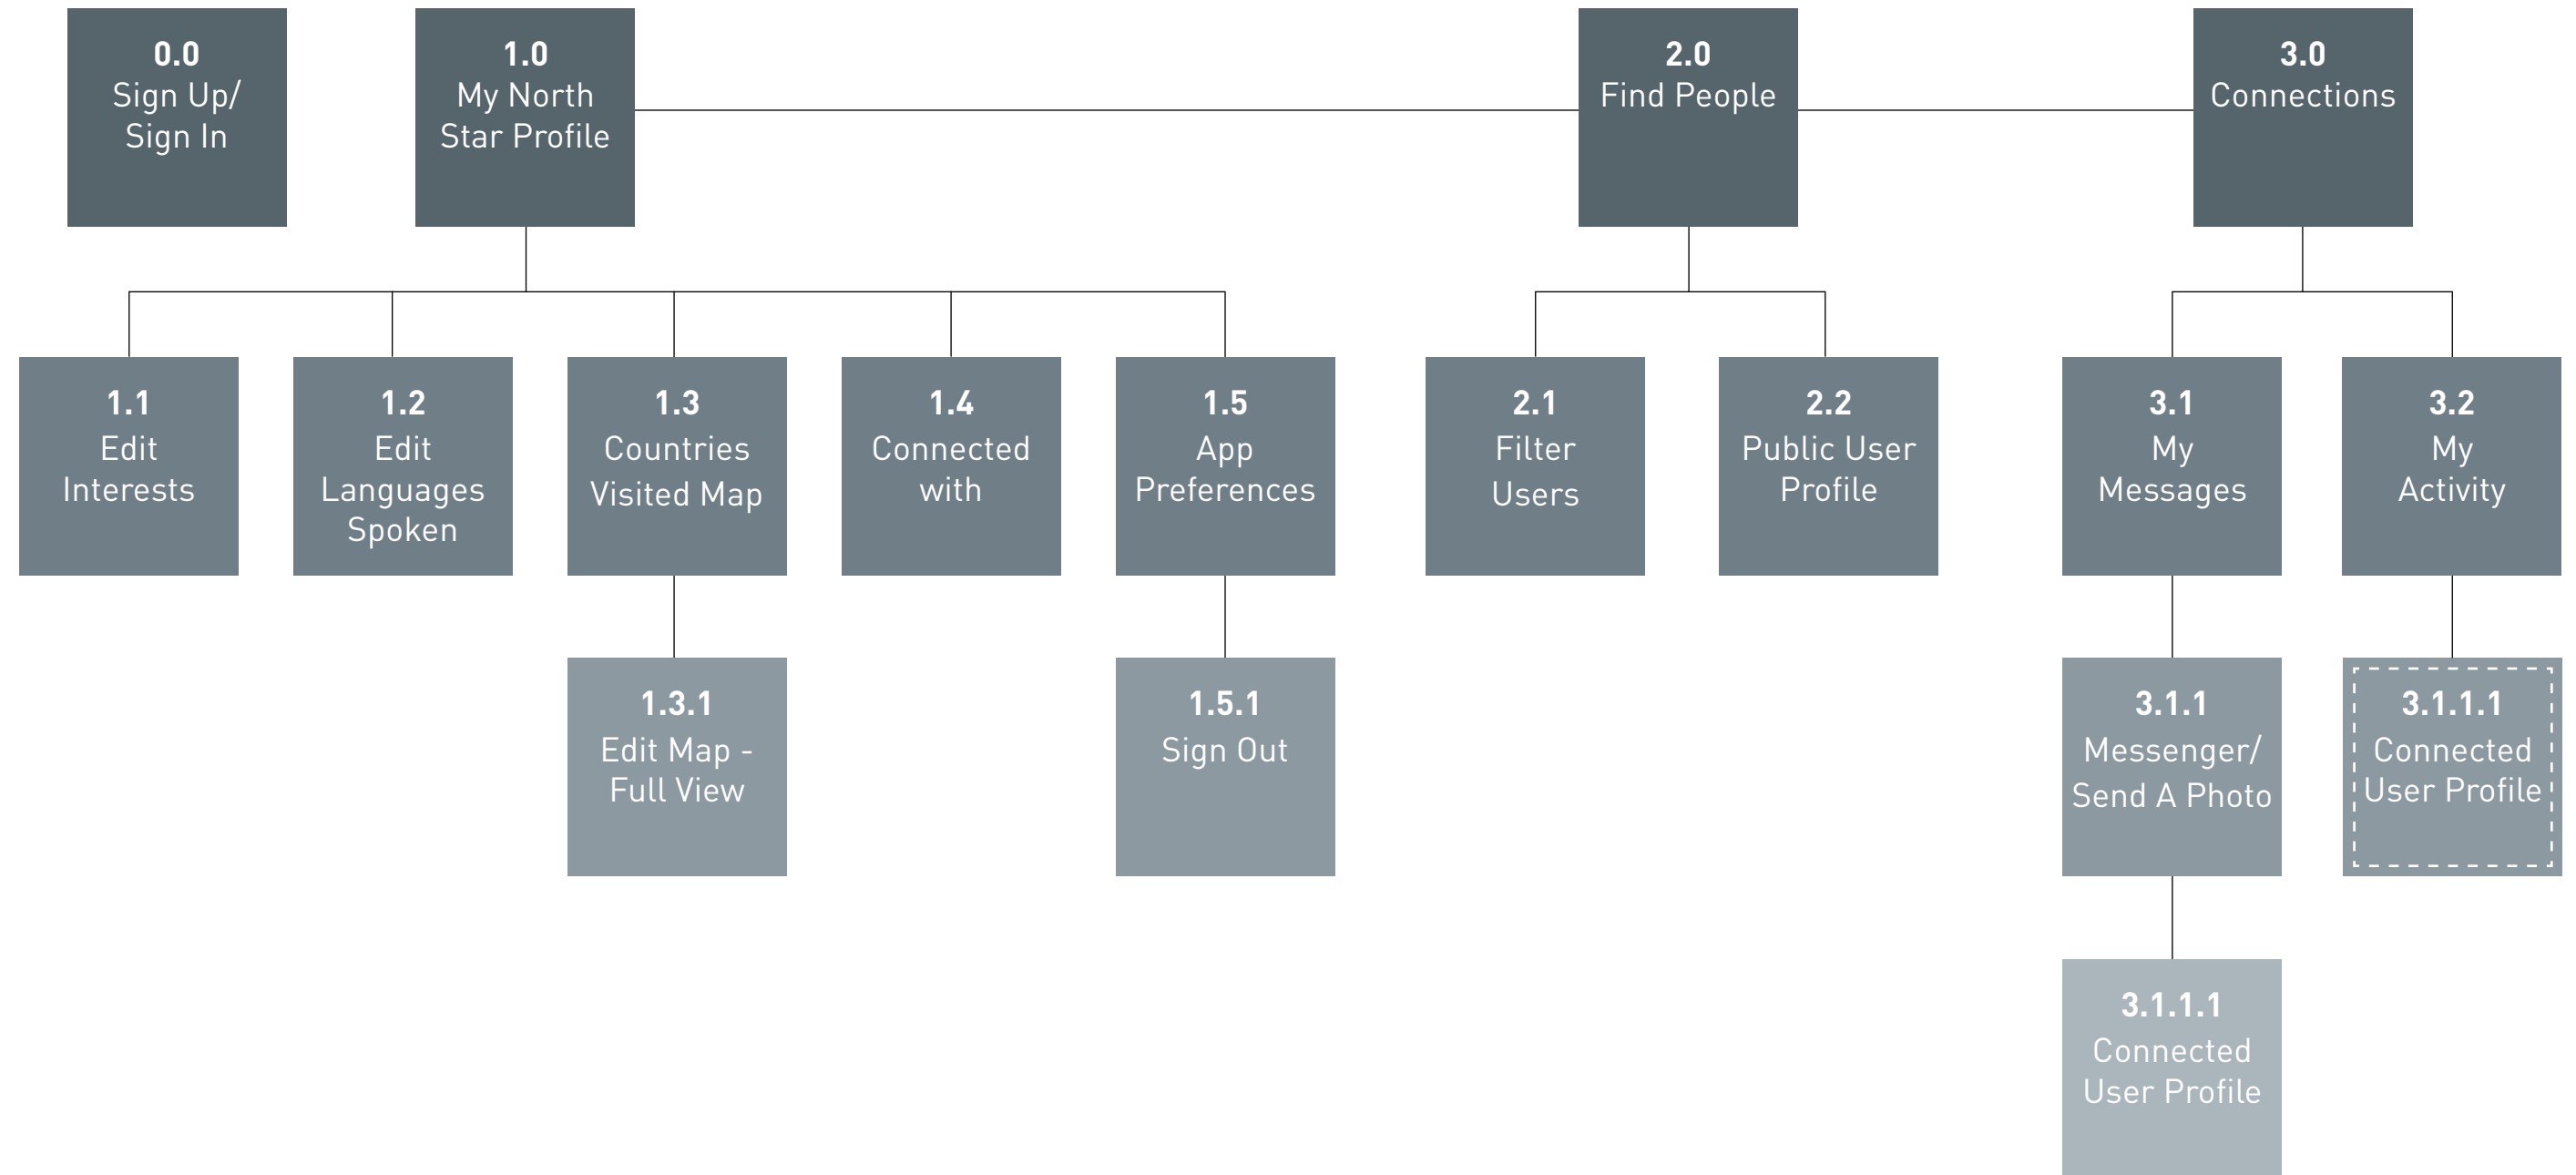 0.0
Sign Up/
Sign In
1.0
My North
Star Profile
2.0
Find People
3.0
Connections
1.1
Edit
Interests
1.2
Edit
Languages
Spoken
1.3
Countries
Visited Map
1.4
Connected
with
1.5
App
Preferences
2.1
Filter
Users
2.2
Public User
Profile
3.1
My
Messages
3.2
My
Activity
1.3.1
Edit Map -
Full View
1.5.1
Sign Out
3.1.1
Messenger/
Send A Photo
3.1.1.1
Connected
User Profile
3.1.1.1
Connected
User Profile